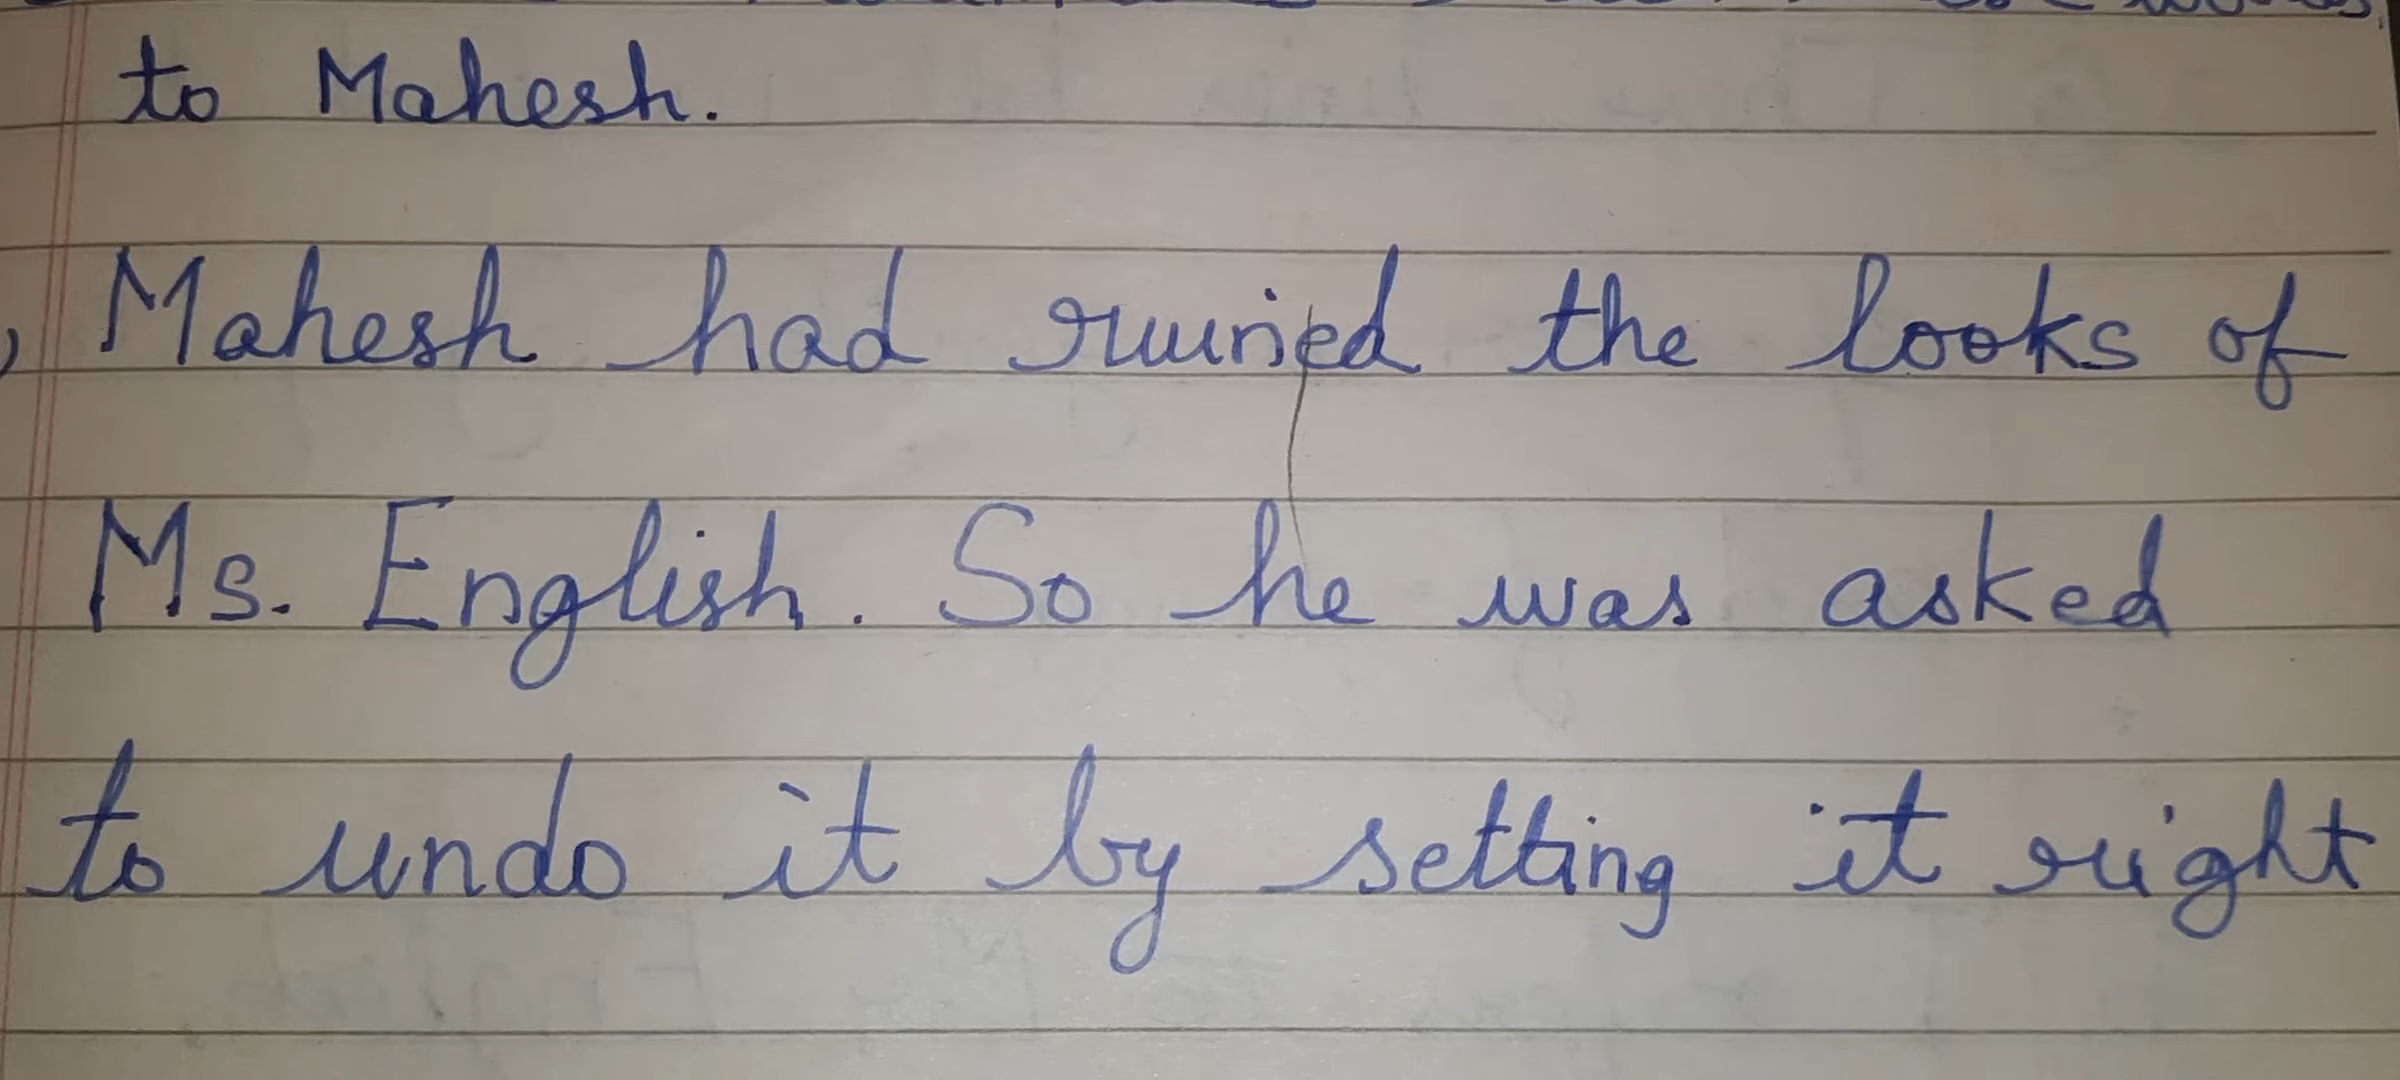 to Mahesh.
Mahesh had ruined the looks of
Ms. English. So he was asked
to undo it by setting it right